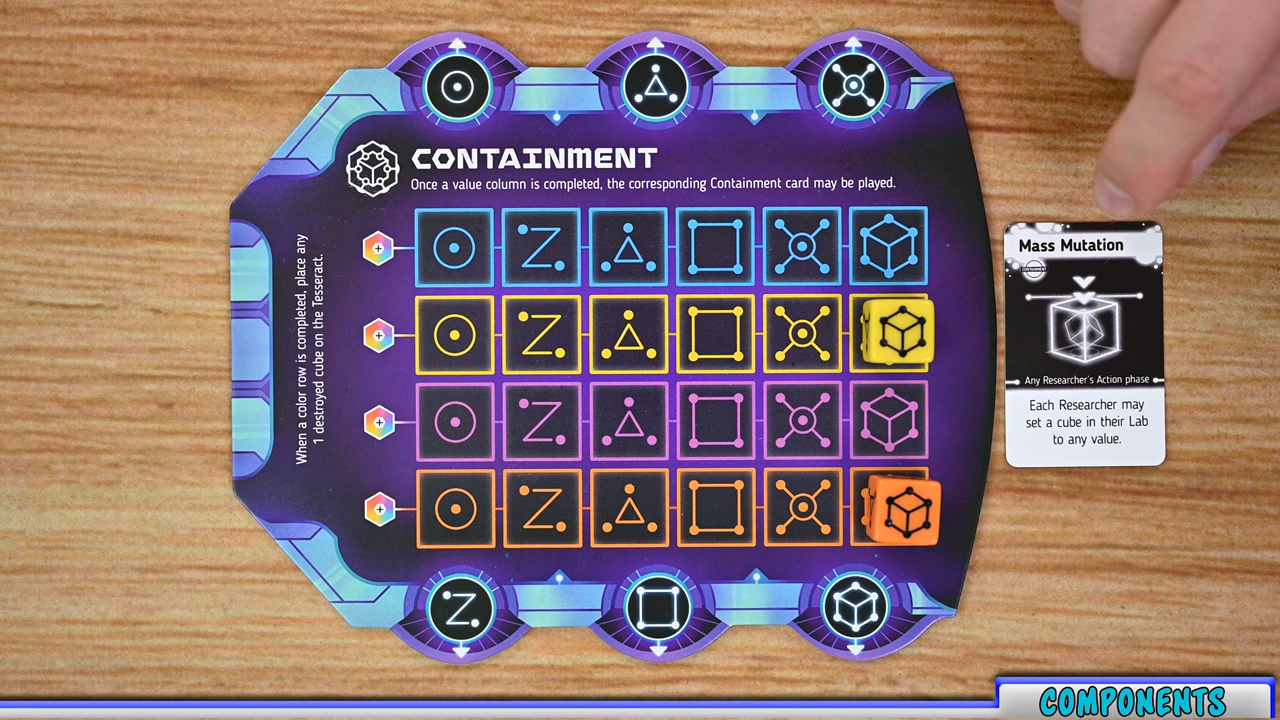 CONTAINMENT
Once a value column is completed, the corresponding Containment card may be played.
When a color row is completed, place any
1 destroyed cube on the Tesseract.
Mass Mutation
CONTAINMENT
Any Researcher's Action phase
Each Researcher may
set a cube in their Lab
to any value.
COMPONENTS